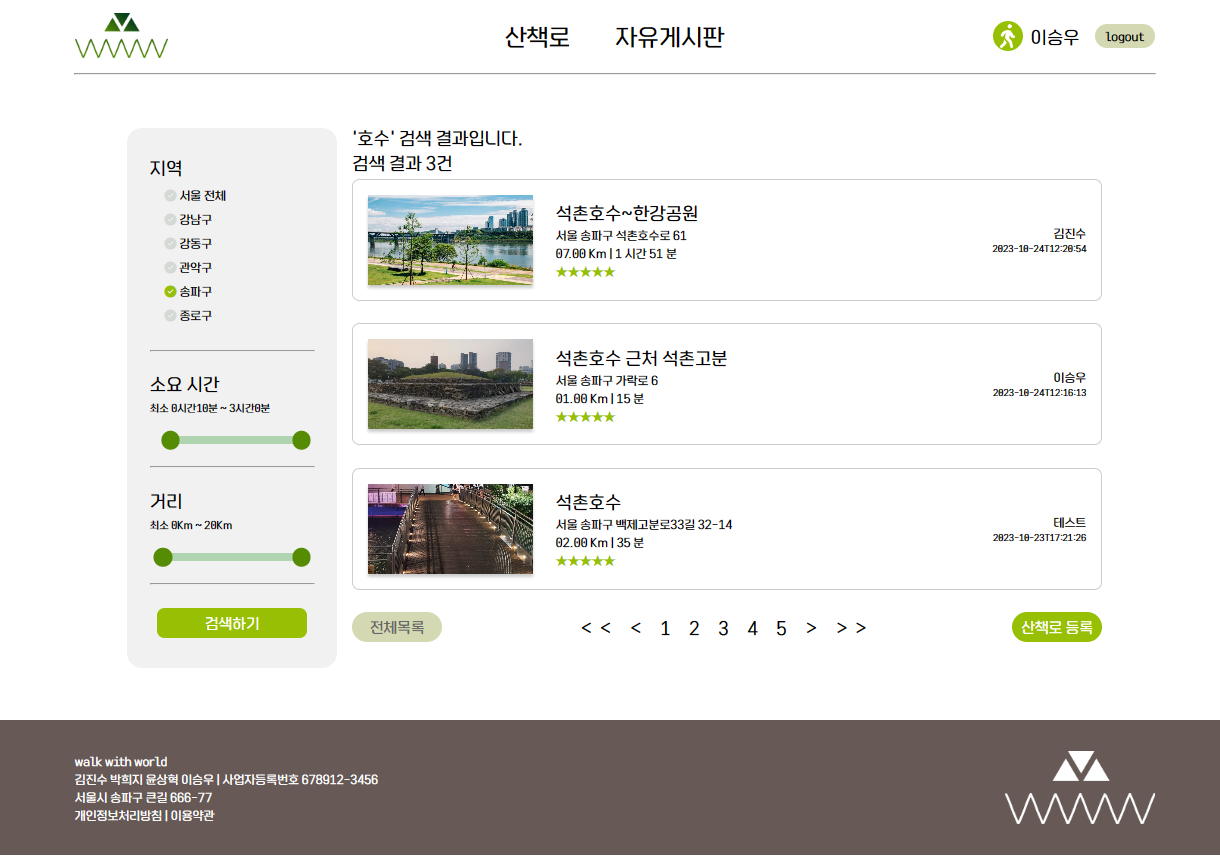 산책로 자유게시판 이승우 logout
지역
서울 전체
강남구
강동구
관악구
송파구
종로구
소요 시간
최소 0시간10분 ~ 3시간0분
거리
최소 0Km ~ 20Km
검색하기
'호수' 검색 결과입니다.
검색 결과 3건
석촌호수~한강공원
서울 송파구 석촌호수로 61
07.00 Km | 1 시간 51 분
★★★★★
김진수
2023-10-24T12:20:54
석촌호수 근처 석촌고분
서울 송파구 가락로 6
01.00 Km | 15 분
★★★★★
이승우
2023-10-24T12:16:13
석촌호수
서울 송파구 백제고분로33길 32-14
02.00 Km | 35 분
★★★★★
테스트
2023-10-23T17:21:26
전체목록 << < 1 2 3 4 5 > >> 산책로 등록
walk with world
김진수 박희지 윤상혁 이승우 | 사업자등록번호 678912-3456
서울시 송파구 큰길 666-77
개인정보처리방침 | 이용약관